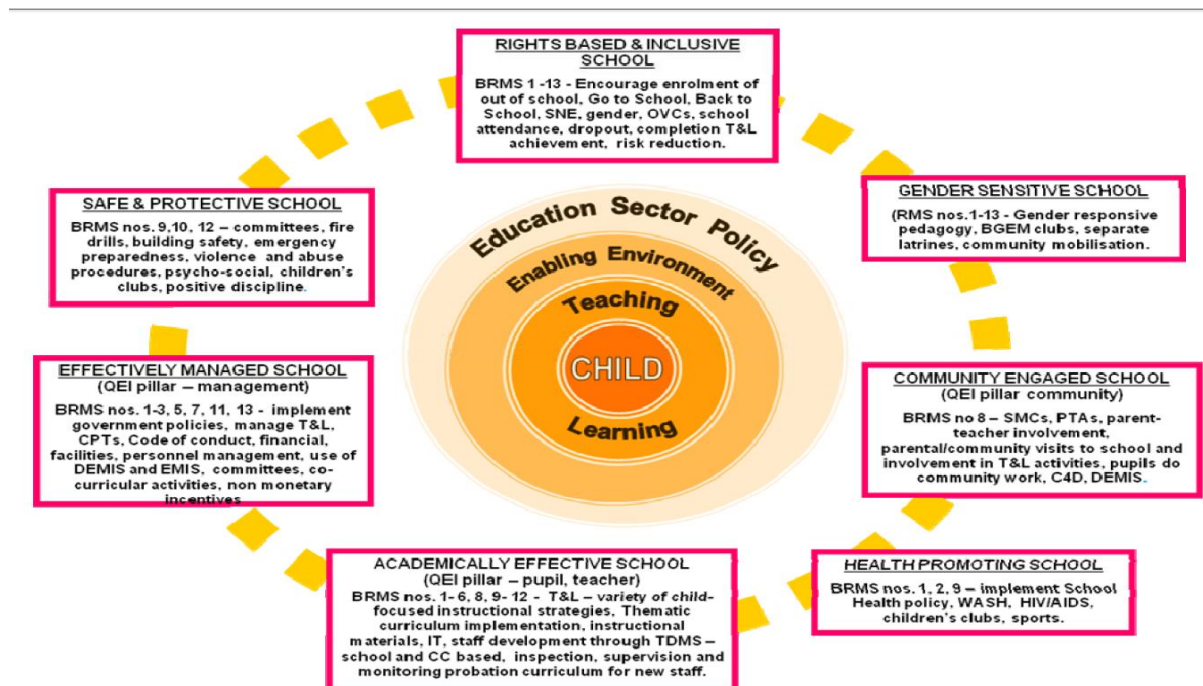 RIGHTS BASED & INCLUSIVE
SCHOOL
BRMS 1 -13 - Encourage enrolment of
out of school, Go to School, Back to
School, SNE, gender, OVCs, school
attendance, dropout, completion T&L
achievement, risk reduction.
SAFE & PROTECTIVE SCHOOL
BRMS nos. 9,10, 12 – committees, fire
drills, building safety, emergency
preparedness, violence and abuse
procedures, psycho-social, children's
clubs, positive discipline.
GENDER SENSITIVE SCHOOL
(RMS nos.1-13 - Gender responsive
pedagogy, BGEM clubs, separate
latrines, community mobilisation.
Education Sector Policy
Enabling Environment
Teaching
CHILD
Learning
EFFECTIVELY MANAGED SCHOOL
(QEI pillar – management)
BRMS nos. 1-3, 5, 7, 11, 13 - implement
government policies, manage T&L,
CPTs, Code of conduct, financial,
facilities, personnel management, use of
DEMIS and EMIS, committees, co-
curricular activities, non monetary
incentives
COMMUNITY ENGAGED SCHOOL
(QEI pillar community)
BRMS no 8 – SMCs, PTAs, parent-
teacher involvement,
parental/community visits to school and
involvement in T&L activities, pupils do
community work, C4D, DEMIS.
ACADEMICALLY EFFECTIVE SCHOOL
(QEI pillar – pupil, teacher)
BRMS nos. 1- 6, 8, 9- 12 - T&L – variety of child-
focused instructional strategies, Thematic
curriculum implementation, instructional
materials, IT, staff development through TDMS –
school and CC based, inspection, supervision and
monitoring probation curriculum for new staff.
HEALTH PROMOTING SCHOOL
BRMS nos. 1, 2, 9 – implement School
Health policy, WASH, HIV/AIDS,
children's clubs, sports.